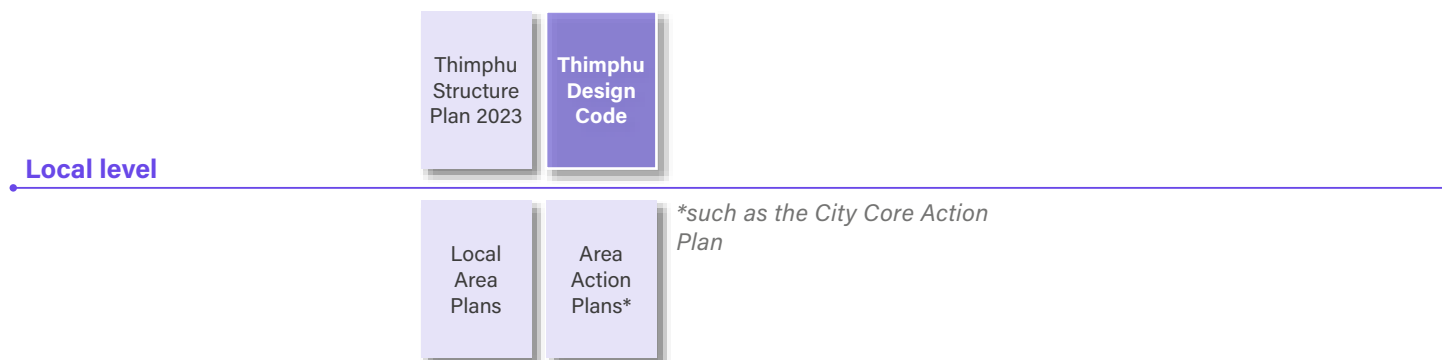 Thimphu
Structure
Plan 2023
Thimphu
Design
Code
Local level
Local
Area
Plans
Area
Action
Plans*
*such as the City Core Action
Plan